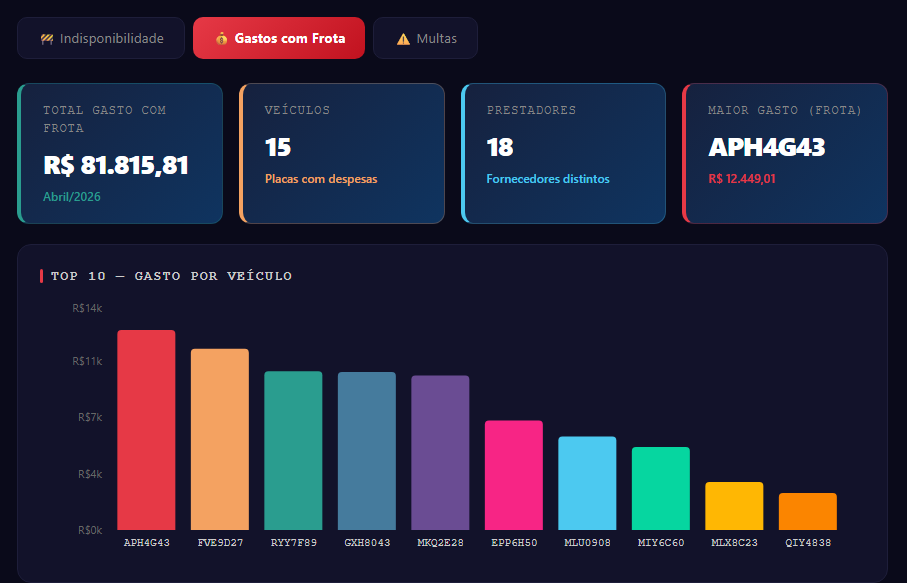 Indisponibilidade
Gastos com Frota
Multas
TOTAL GASTO COM
FROTA
R$ 81.815,81
Abril/2026
VEÍCULOS
15
Placas com despesas
PRESTADORES
18
Fornecedores distintos
MAIOR GASTO (FROTA)
APH4G43
R$ 12.449,01
TOP 10 — GASTO POR VEÍCULO
R$14k
R$11k
R$7k
R$4k
R$0k
APH4G43
FVE9D27
RYY7F89
GXH8043
MKQ2E28
EPP6H50
MLU0908
MIY6C60
MLX8C23
QIY4838